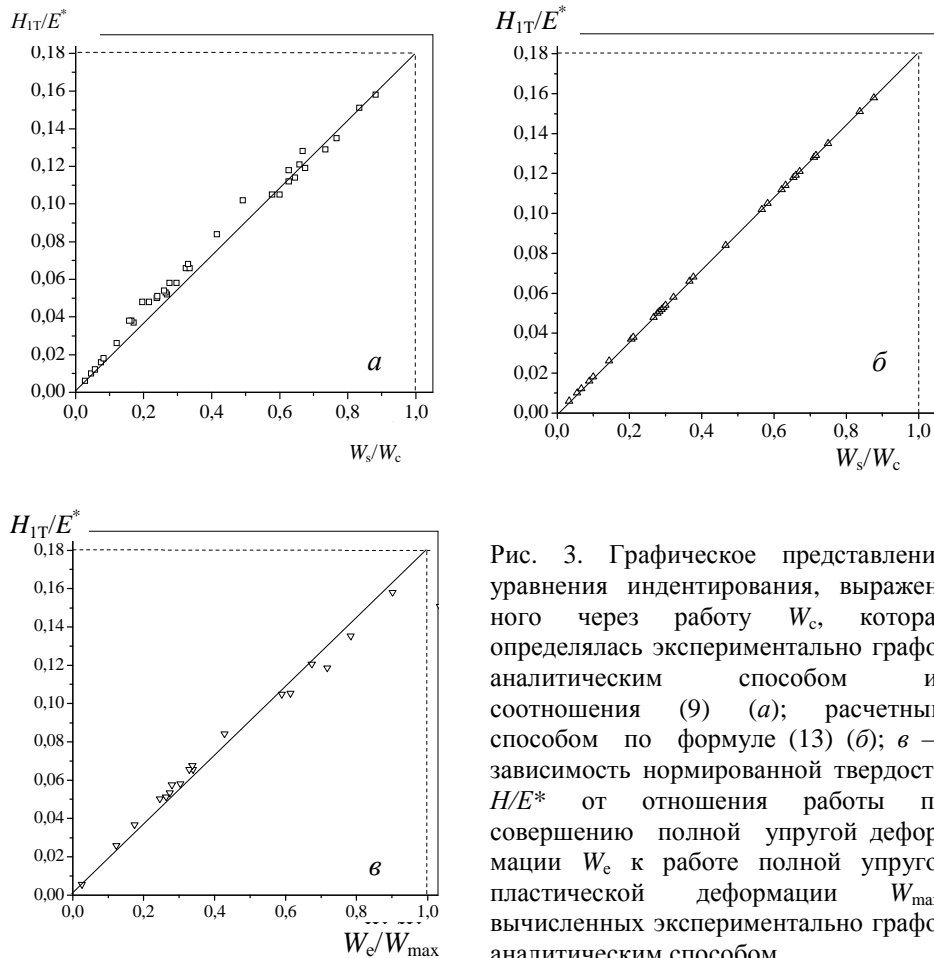 H1T/E*
0,18
0,16
0,14
0,12
0,10
0,08
0,06
0,04
0,02
0,00
0,0 0,2 0,4 0,6 0,8 1,0
Ws/Wc
а
H1T/E*
0,18
0,16
0,14
0,12
0,10
0,08
0,06
0,04
0,02
0,00
0,0 0,2 0,4 0,6 0,8 1,0
Ws/Wc
б
H1T/E*
0,18
0,16
0,14
0,12
0,10
0,08
0,06
0,04
0,02
0,00
0,0 0,2 0,4 0,6 0,8 1,0
We/Wmax
в
Рис. 3. Графическое представлени
уравнения индентирования, выражен
ного через работу Wc, котора
определялась экспериментально графо
аналитическим способом и
соотношения (9) (а); расчетны
способом по формуле (13) (б); в –
зависимость нормированной твердост
H/E* от отношения работы п
совершению полной упругой дефор
мации We к работе полной упруго
пластической деформации Wmax
вычисленных экспериментально графо
аналитическим способом